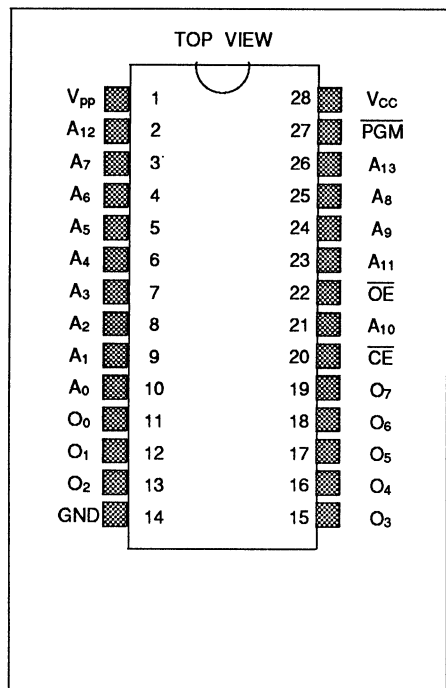 TOP VIEW
Vpp 1 28 VCC
A12 2 27 PGM
A7 3 26 A13
A6 4 25 A8
A5 5 24 A9
A4 6 23 A11
A3 7 22 OE
A2 8 21 A10
A1 9 20 CE
A0 10 19 O7
O0 11 18 O6
O1 12 17 O5
O2 13 16 O4
GND 14 15 O3